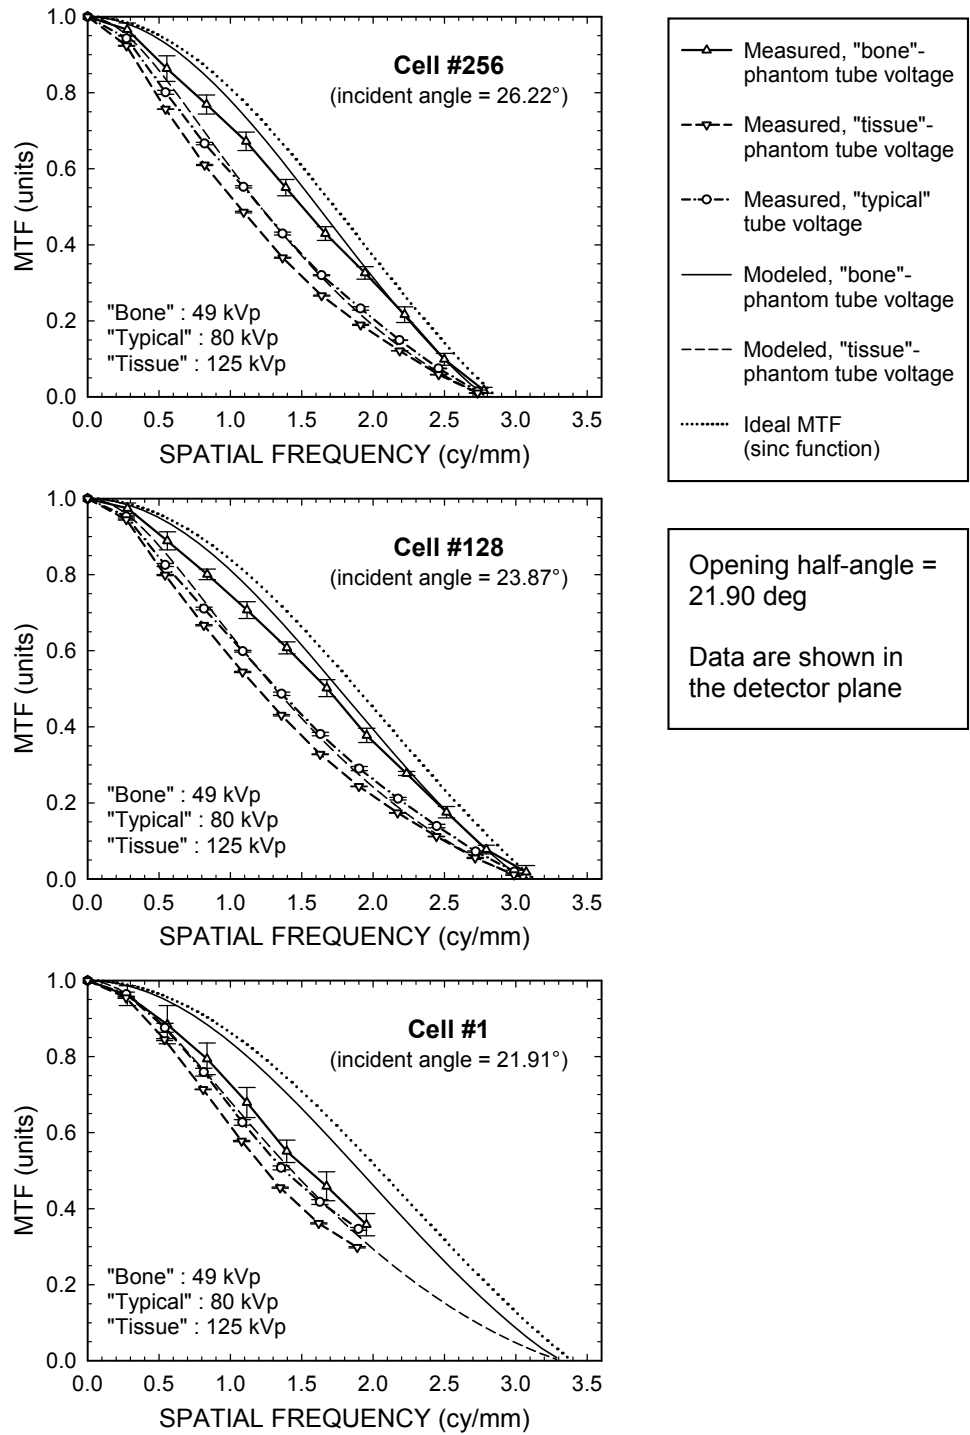 1.0
0.8
0.6
0.4
0.2
0.0
MTF (units)
Cell #256
(incident angle = 26.22°)
"Bone" : 49 kVp
"Typical" : 80 kVp
"Tissue" : 125 kVp
0.0 0.5 1.0 1.5 2.0 2.5 3.0 3.5
SPATIAL FREQUENCY (cy/mm)
1.0
0.8
0.6
0.4
0.2
0.0
MTF (units)
Cell #128
(incident angle = 23.87°)
"Bone" : 49 kVp
"Typical" : 80 kVp
"Tissue" : 125 kVp
0.0 0.5 1.0 1.5 2.0 2.5 3.0 3.5
SPATIAL FREQUENCY (cy/mm)
1.0
0.8
0.6
0.4
0.2
0.0
MTF (units)
Cell #1
(incident angle = 21.91°)
"Bone" : 49 kVp
"Typical" : 80 kVp
"Tissue" : 125 kVp
0.0 0.5 1.0 1.5 2.0 2.5 3.0 3.5
SPATIAL FREQUENCY (cy/mm)
Measured, "bone"-
phantom tube voltage
Measured, "tissue"-
phantom tube voltage
Measured, "typical"
tube voltage
Modeled, "bone"-
phantom tube voltage
Modeled, "tissue"-
phantom tube voltage
Ideal MTF
(sinc function)
Opening half-angle =
21.90 deg
Data are shown in
the detector plane